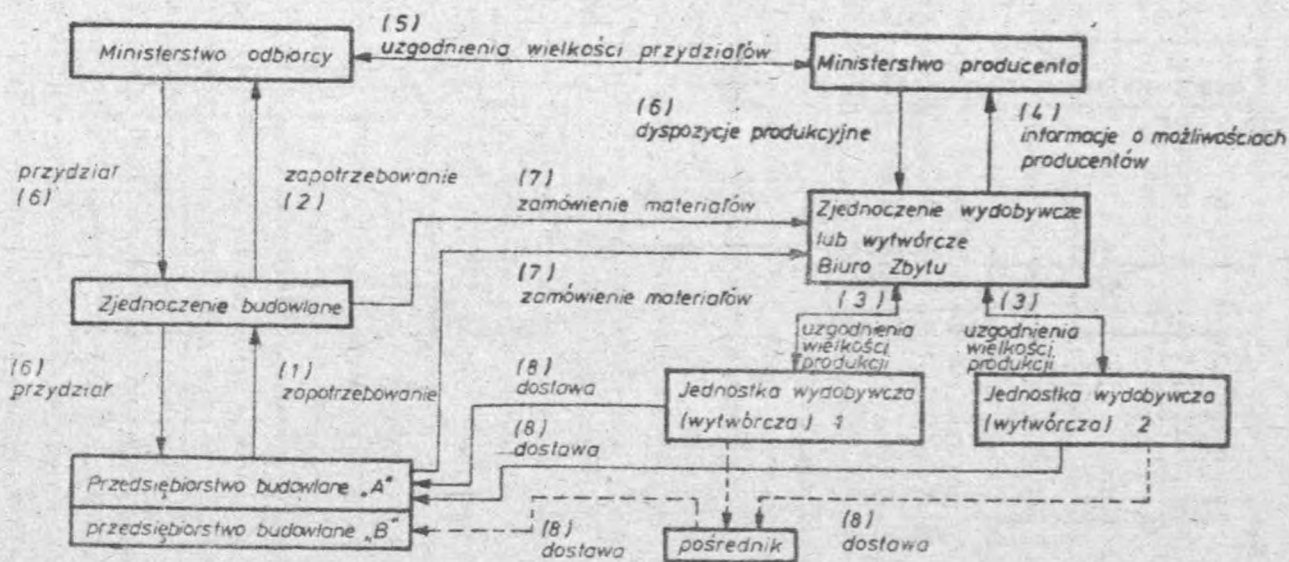 (5)
uzgodnienia wielkości przydziałów
Ministerstwo odbiorcy
Ministerstwo producenta
(6)
dyspozycje produkcyjne
(4)
informacje o możliwościach
producentów
przydział
(6)
zapotrzebowanie
(2)
(7)
zamówienie materiałów
Zjednoczenie wydobywcze
lub wytwórcze
Biuro Zbytu
(7)
zamówienie materiałów
Zjednoczenie budowlane
(3)
uzgodnienia
wielkości
produkcji
(3)
uzgodnienia
wielkości
produkcji
(6)
przydział
(1)
zapotrzebowanie
(8)
dostawa
Jednostka wydobywcza
(wytwórcza) 1
Jednostka wydobywcza
(wytwórcza) 2
(8)
dostawa
Przedsiębiorstwo budowlane „A"
przedsiębiorstwo budowlane „B"
(8)
dostawa
pośrednik
(8)
dostawa